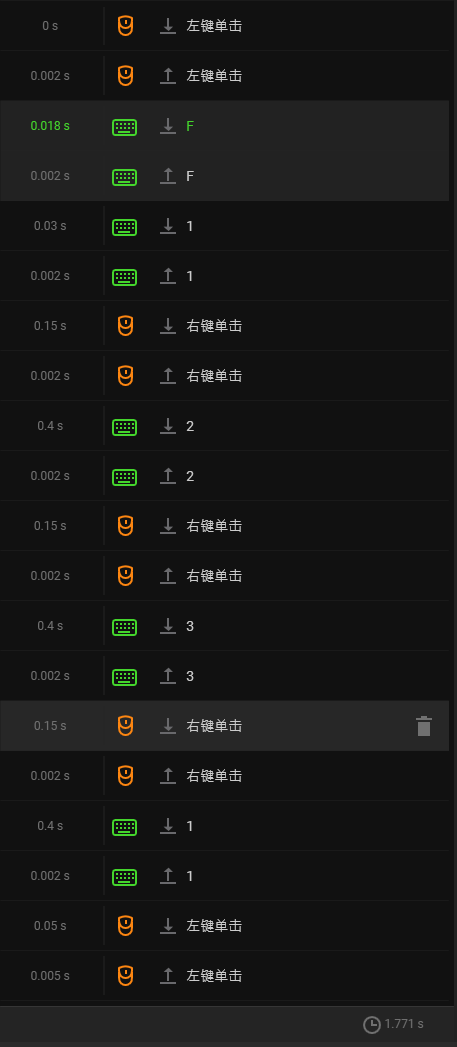 0 s 左键单击
0.002 s 左键单击
0.018 s F
0.002 s F
0.03 s 1
0.002 s 1
0.15 s 右键单击
0.002 s 右键单击
0.4 s 2
0.002 s 2
0.15 s 右键单击
0.002 s 右键单击
0.4 s 3
0.002 s 3
0.15 s 右键单击
0.002 s 右键单击
0.4 s 1
0.002 s 1
0.05 s 左键单击
0.005 s 左键单击
1.771 s